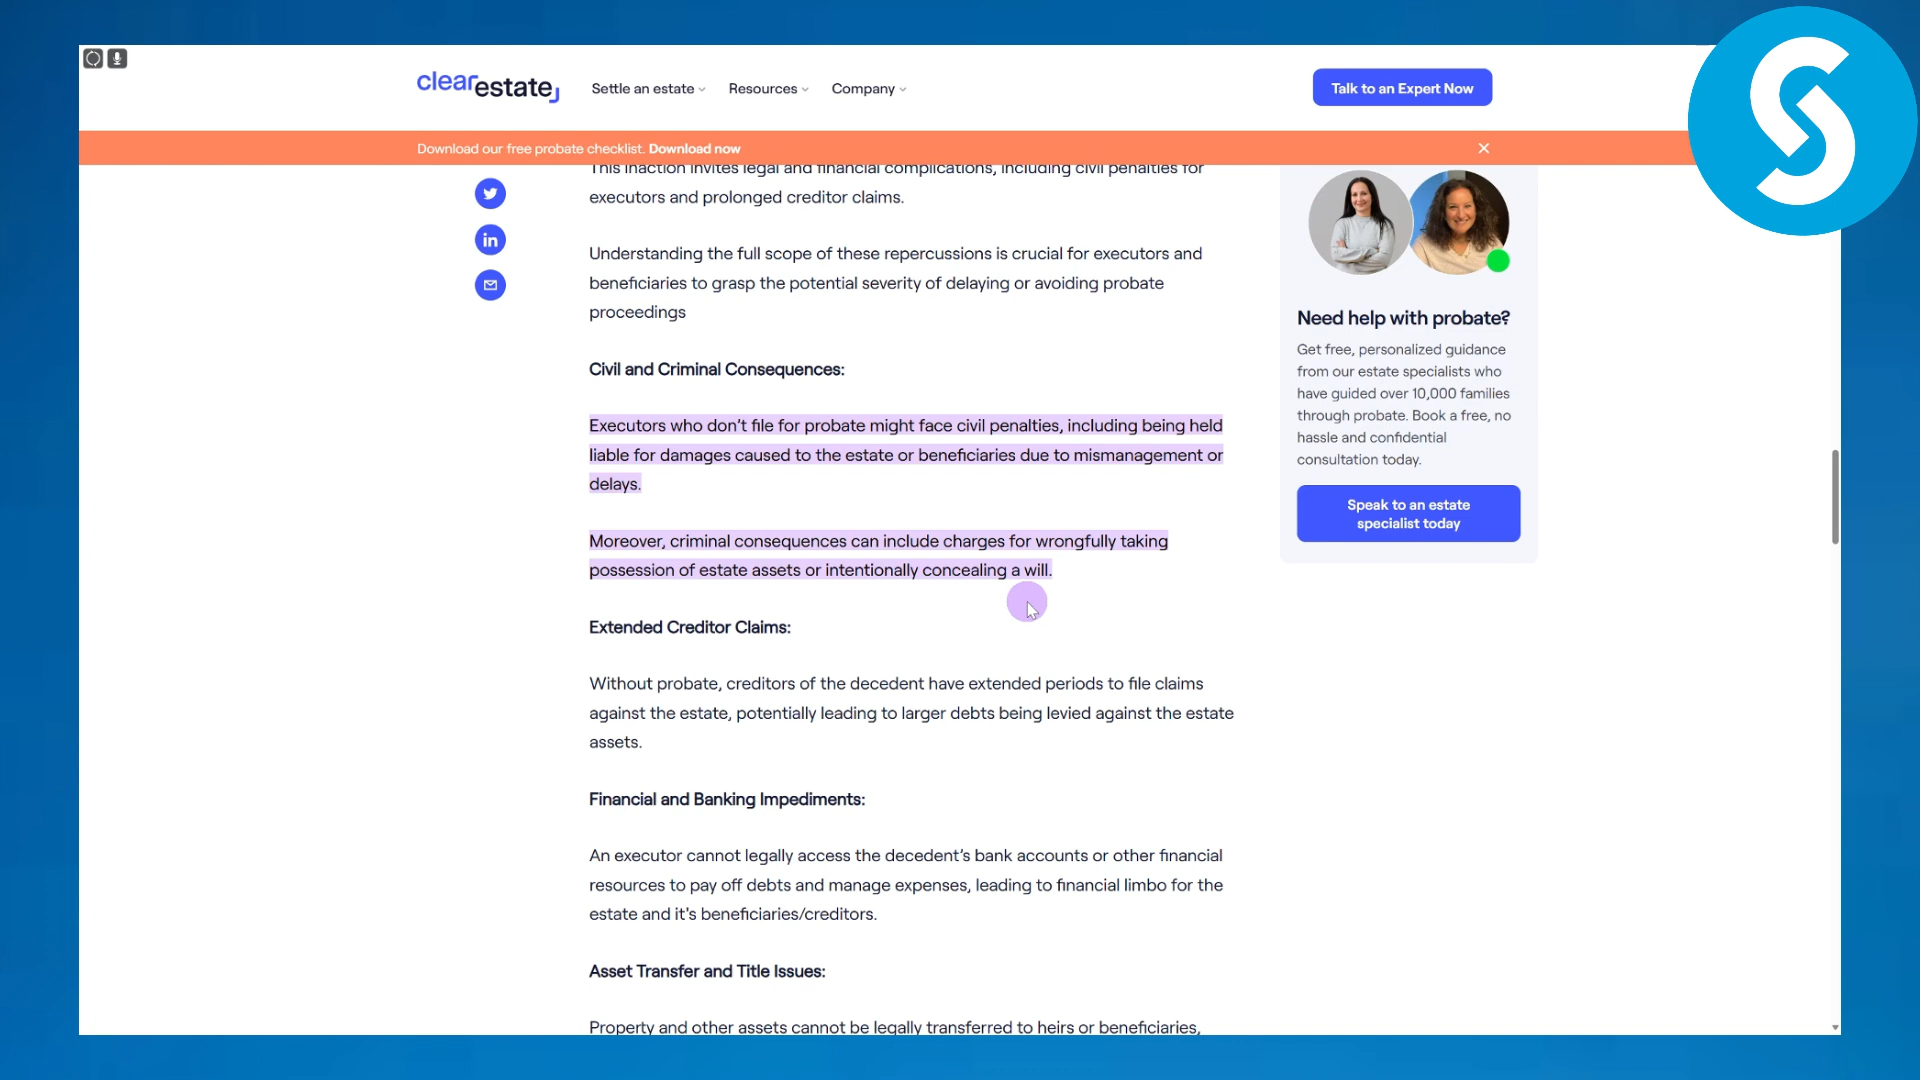 clearestate
Settle an estate
Resources
Company
Talk to an Expert Now
Download our free probate checklist. Download now
This inaction invites legal and financial complications, including civil penalties for
executors and prolonged creditor claims.
Understanding the full scope of these repercussions is crucial for executors and
beneficiaries to grasp the potential severity of delaying or avoiding probate
proceedings
Civil and Criminal Consequences:
Executors who don’t file for probate might face civil penalties, including being held
liable for damages caused to the estate or beneficiaries due to mismanagement or
delays.
Moreover, criminal consequences can include charges for wrongfully taking
possession of estate assets or intentionally concealing a will.
Extended Creditor Claims:
Without probate, creditors of the decedent have extended periods to file claims
against the estate, potentially leading to larger debts being levied against the estate
assets.
Financial and Banking Impediments:
An executor cannot legally access the decedent’s bank accounts or other financial
resources to pay off debts and manage expenses, leading to financial limbo for the
estate and it's beneficiaries/creditors.
Asset Transfer and Title Issues:
Property and other assets cannot be legally transferred to heirs or beneficiaries,
Need help with probate?
Get free, personalized guidance
from our estate specialists who
have guided over 10,000 families
through probate. Book a free, no
hassle and confidential
consultation today.
Speak to an estate
specialist today